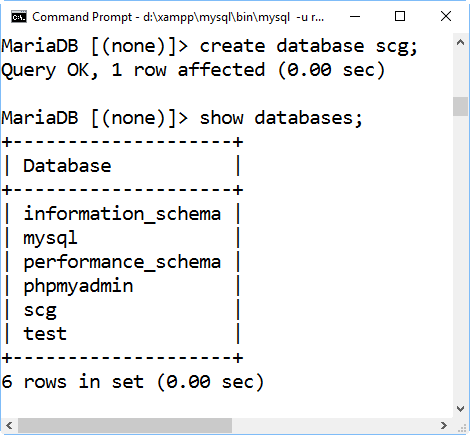 Command Prompt - d:\xampp\mysql\bin\mysql -u r...
MariaDB [(none)]> create database scg;
Query OK, 1 row affected (0.00 sec)
MariaDB [(none)]> show databases;
+--------------------+
| Database           |
+--------------------+
| information_schema |
| mysql              |
| performance_schema |
| phpmyadmin         |
| scg                |
| test               |
+--------------------+
6 rows in set (0.00 sec)